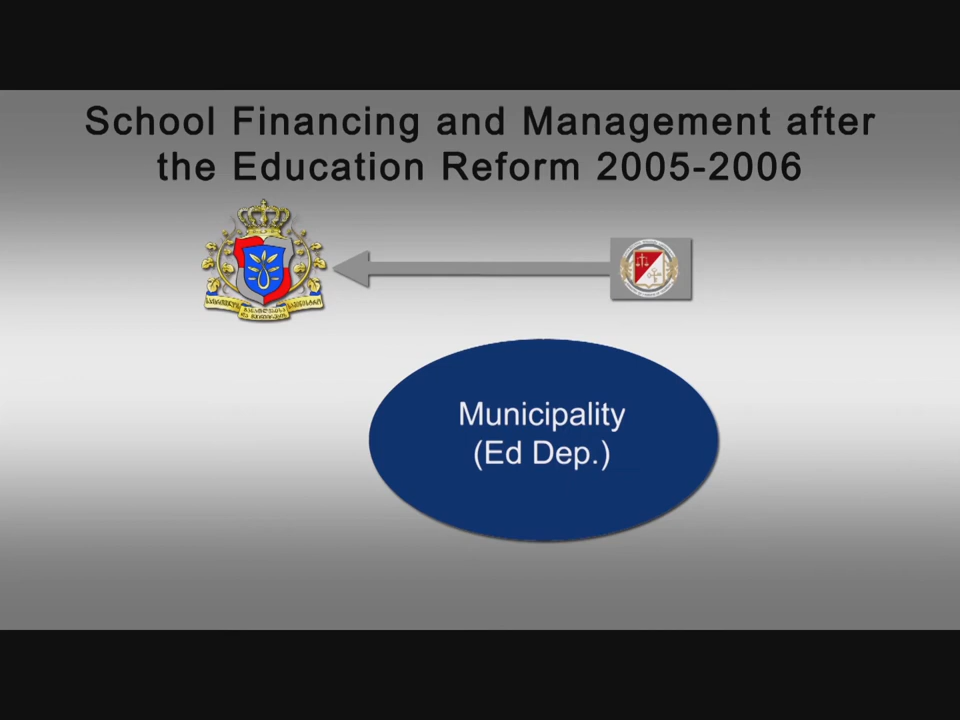 School Financing and Management after
the Education Reform 2005-2006
Municipality
(Ed Dep.)